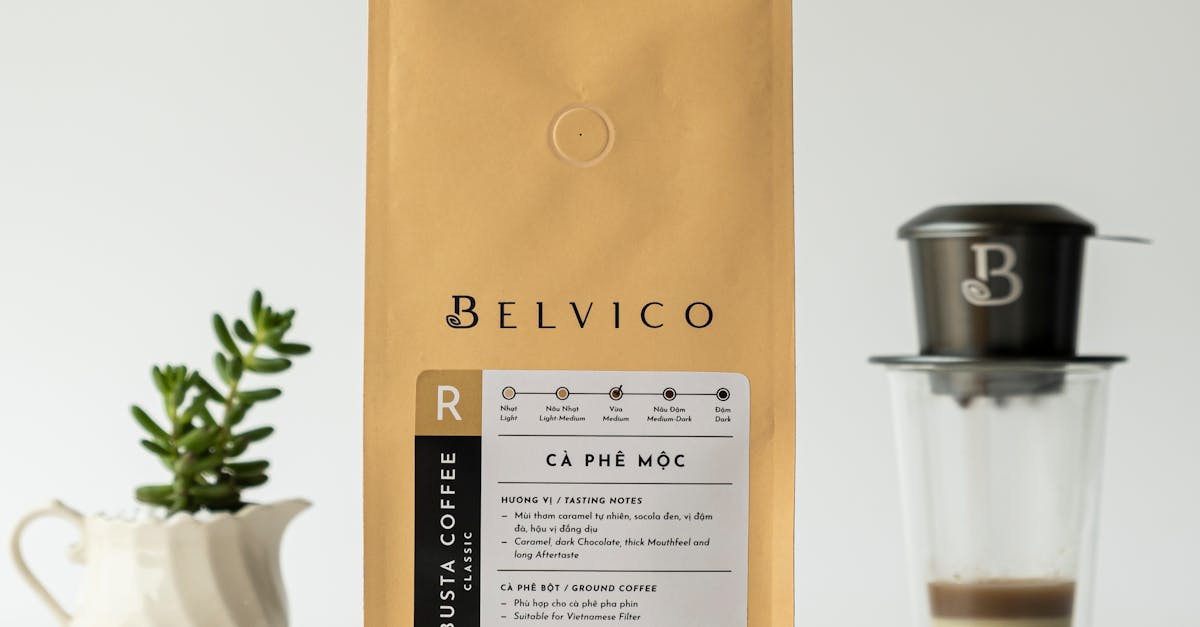 BELVICO
R
Nhạt
Light
Nâu Nhạt
Light-Medium
Vừa
Medium
Nâu Đậm
Medium-Dark
Đậm
Dark
CÀ PHÊ MỘC
HƯƠNG VỊ / TASTING NOTES
– Mùi thơm caramel tự nhiên, socola đen, vị đậm
đà, hậu vị đắng dịu
– Caramel, dark Chocolate, thick Mouthfeel and
long Aftertaste
CÀ PHÊ BỘT / GROUND COFFEE
– Phù hợp cho cà phê pha phin
– Suitable for Vietnamese Filter
BUSTA COFFEE
CLASSIC
B